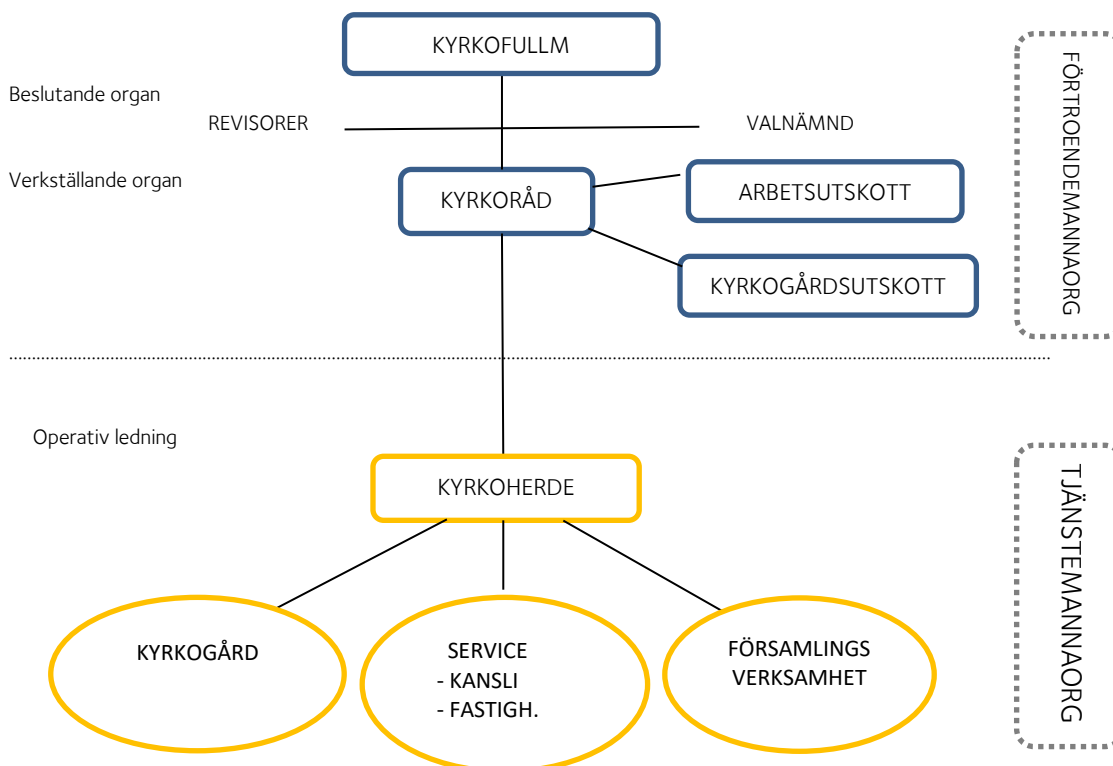 KYRKOFULLM
Beslutande organ
REVISORER
VALNÄMND
Verkställande organ
KYRKORÅD
ARBETSUTSKOTT
KYRKOGÅRDSUTSKOTT
FÖRTROENDEMANNAORG
Operativ ledning
KYRKOHERDE
KYRKOGÅRD
SERVICE
- KANSLI
- FASTIGH.
FÖRSAMLINGS
VERKSAMHET
TJÄNSTEMANNAORG